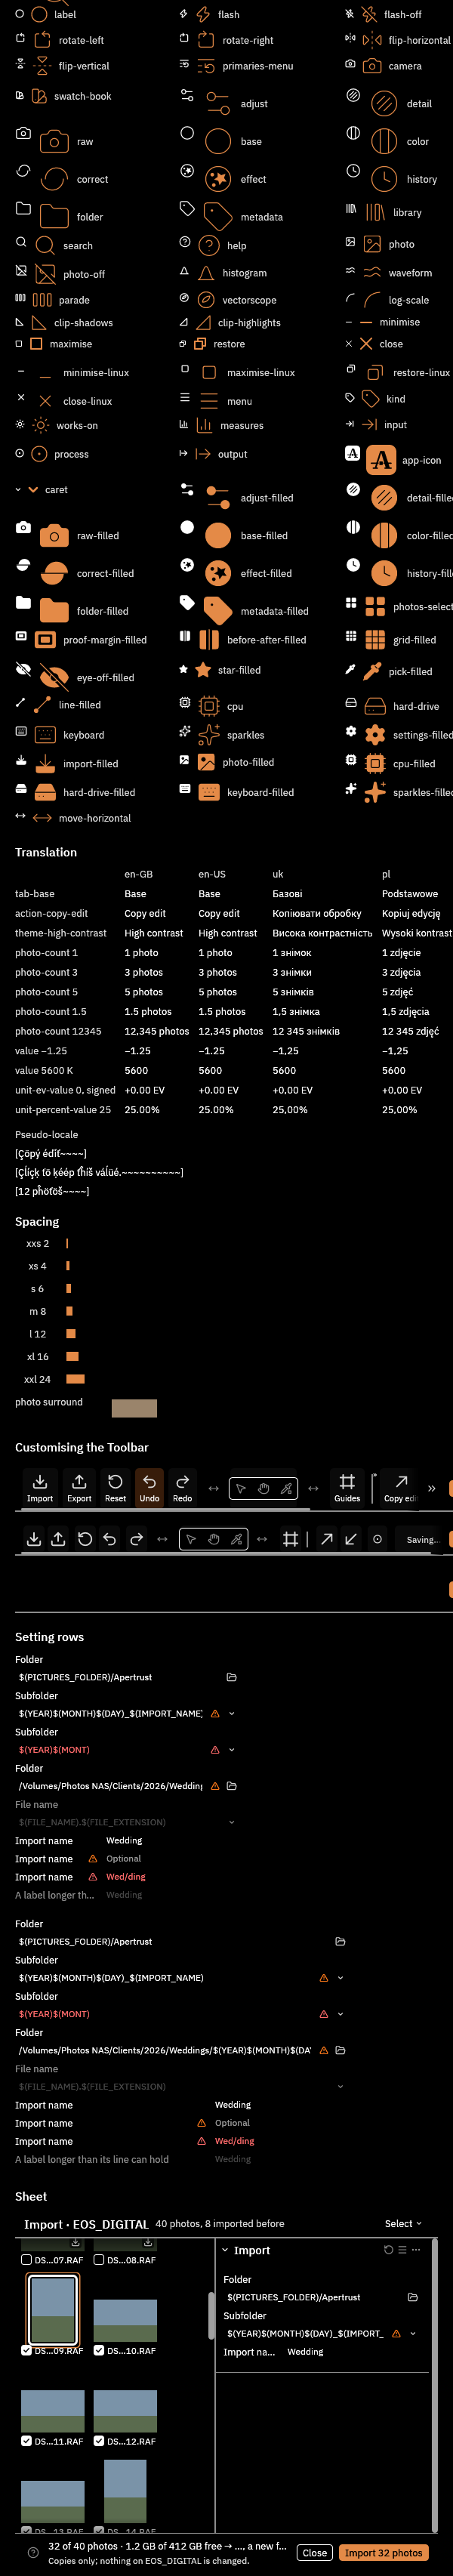 label flash flash-off
rotate-left rotate-right flip-horizontal
flip-vertical primaries-menu camera
swatch-book adjust detail
raw base color
correct effect history
folder metadata library
search help photo
photo-off histogram waveform
parade vectorscope log-scale
clip-shadows clip-highlights minimise
maximise restore close
minimise-linux maximise-linux restore-linux
close-linux menu kind
works-on measures input
process output app-icon
caret adjust-filled detail-fille
raw-filled base-filled color-filled
correct-filled effect-filled history-fill
folder-filled metadata-filled photos-select
proof-margin-filled before-after-filled grid-filled
eye-off-filled star-filled pick-filled
line-filled cpu hard-drive
keyboard sparkles settings-filled
import-filled photo-filled cpu-filled
hard-drive-filled keyboard-filled sparkles-filled
move-horizontal
Translation
en-GB en-US uk pl
tab-base Base Base Базові Podstawowe
action-copy-edit Copy edit Copy edit Копіювати обробку Kopiuj edycję
theme-high-contrast High contrast High contrast Висока контрастність Wysoki kontrast
photo-count 1 1 photo 1 photo 1 знімок 1 zdjęcie
photo-count 3 3 photos 3 photos 3 знімки 3 zdjęcia
photo-count 5 5 photos 5 photos 5 знімків 5 zdjęć
photo-count 1.5 1.5 photos 1.5 photos 1,5 знімка 1,5 zdjęcia
photo-count 12345 12,345 photos 12,345 photos 12 345 знімків 12 345 zdjęć
value −1.25 −1.25 −1.25 −1,25 −1,25
value 5600 K 5600 5600 5600 5600
unit-ev-value 0, signed +0.00 EV +0.00 EV +0,00 EV +0,00 EV
unit-percent-value 25 25.00% 25.00% 25,00% 25,00%
Pseudo-locale
[Çöpý édîţ~~~~]
[12 þĥöţöš~~~~]
Spacing
xxs 2
xs 4
s 6
m 8
l 12
xl 16
xxl 24
photo surround
Customising the Toolbar
Import Export Reset Undo Redo Guides Copy edi
Saving...
Setting rows
Folder
$(PICTURES_FOLDER)/Apertrust
Subfolder
$(YEAR)$(MONTH)$(DAY)_$(IMPORT_NAME)
Subfolder
$(YEAR)$(MONT)
Folder
/Volumes/Photos NAS/Clients/2026/Wedding
File name
$(FILE_NAME).$(FILE_EXTENSION)
Import name Wedding
Import name Optional
Import name Wed/ding
A label longer th... Wedding
Folder
$(PICTURES_FOLDER)/Apertrust
Subfolder
$(YEAR)$(MONTH)$(DAY)_$(IMPORT_NAME)
Subfolder
$(YEAR)$(MONT)
Folder
/Volumes/Photos NAS/Clients/2026/Weddings/$(YEAR)$(MONTH)$(DA
File name
$(FILE_NAME).$(FILE_EXTENSION)
Import name Wedding
Import name Optional
Import name Wed/ding
A label longer than its line can hold Wedding
Sheet
Import · EOS_DIGITAL 40 photos, 8 imported before Select
DS...07.RAF DS...08.RAF
Import
Folder
$(PICTURES_FOLDER)/Apertrust
Subfolder
$(YEAR)$(MONTH)$(DAY)_$(IMPORT_
Import na... Wedding
DS...09.RAF DS...10.RAF
DS...11.RAF DS...12.RAF
DS...13.RAF DS...14.RAF
32 of 40 photos · 1.2 GB of 412 GB free → ..., a new f...
Copies only; nothing on EOS_DIGITAL is changed.
Close Import 32 photos